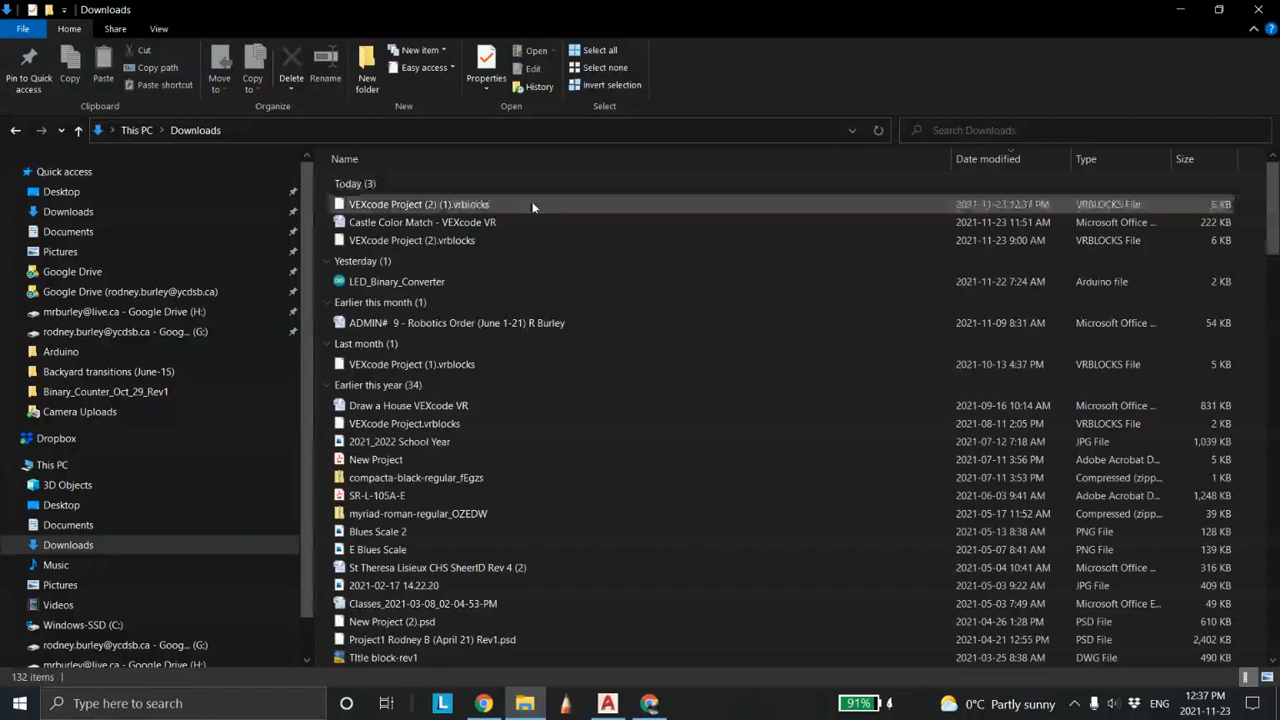 Downloads
File Home Share View
Pin to Quick access
Copy
Paste
Cut
Copy path
Paste shortcut
Clipboard
Move to
Copy to
Delete
Rename
Organize
New folder
New item
Easy access
New
Properties
Open
Edit
History
Open
Select all
Select none
Invert selection
Select
This PC > Downloads
Search Downloads
Quick access
Desktop
Downloads
Documents
Pictures
Google Drive
Google Drive (rodney.burley@ycdsb.ca)
mrburley@live.ca - Google Drive (H:)
rodney.burley@ycdsb.ca - Goog... (G:)
Arduino
Backyard transitions (June-15)
Binary_Counter_Oct_29_Rev1
Camera Uploads
Dropbox
This PC
3D Objects
Desktop
Documents
Downloads
Music
Pictures
Videos
Windows-SSD (C:)
rodney.burley@ycdsb.ca - Goog... (G:)
mrburley@live.ca - Google Drive (H:)
Name Date modified Type Size
Today (3)
VEXcode Project (2) (1).vrblocks 2021-11-23 12:37 PM VRBLOCKS File 6 KB
Castle Color Match - VEXcode VR 2021-11-23 11:51 AM Microsoft Office ... 222 KB
VEXcode Project (2).vrblocks 2021-11-23 9:00 AM VRBLOCKS File 6 KB
Yesterday (1)
LED_Binary_Converter 2021-11-22 7:24 AM Arduino file 2 KB
Earlier this month (1)
ADMIN# 9 - Robotics Order (June 1-21) R Burley 2021-11-09 8:31 AM Microsoft Office ... 54 KB
Last month (1)
VEXcode Project (1).vrblocks 2021-10-13 4:37 PM VRBLOCKS File 5 KB
Earlier this year (34)
Draw a House VEXcode VR 2021-09-16 10:14 AM Microsoft Office ... 831 KB
VEXcode Project.vrblocks 2021-08-11 2:05 PM VRBLOCKS File 2 KB
2021_2022 School Year 2021-07-12 7:18 AM JPG File 1,039 KB
New Project 2021-07-11 3:56 PM Adobe Acrobat D... 5 KB
compacta-black-regular_fEgzs 2021-07-11 3:53 PM Compressed (zipp... 1 KB
SR-L-105A-E 2021-06-03 9:41 AM Adobe Acrobat D... 1,248 KB
myriad-roman-regular_OZEDW 2021-05-17 11:52 AM Compressed (zipp... 39 KB
Blues Scale 2 2021-05-13 8:38 AM PNG File 128 KB
E Blues Scale 2021-05-07 8:41 AM PNG File 139 KB
St Theresa Lisieux CHS SheerID Rev 4 (2) 2021-05-04 10:41 AM Microsoft Office ... 316 KB
2021-02-17 14.22.20 2021-05-03 9:22 AM JPG File 409 KB
Classes_2021-03-08_02-04-53-PM 2021-05-03 7:49 AM Microsoft Office E... 49 KB
New Project (2).psd 2021-04-26 1:28 PM PSD File 610 KB
Project1 Rodney B (April 21) Rev1.psd 2021-04-21 12:55 PM PSD File 2,402 KB
TItle block-rev1 2021-03-25 8:38 AM DWG File 490 KB
132 items
Type here to search
L
A
91%
0°C Partly sunny
ENG
12:37 PM
2021-11-23